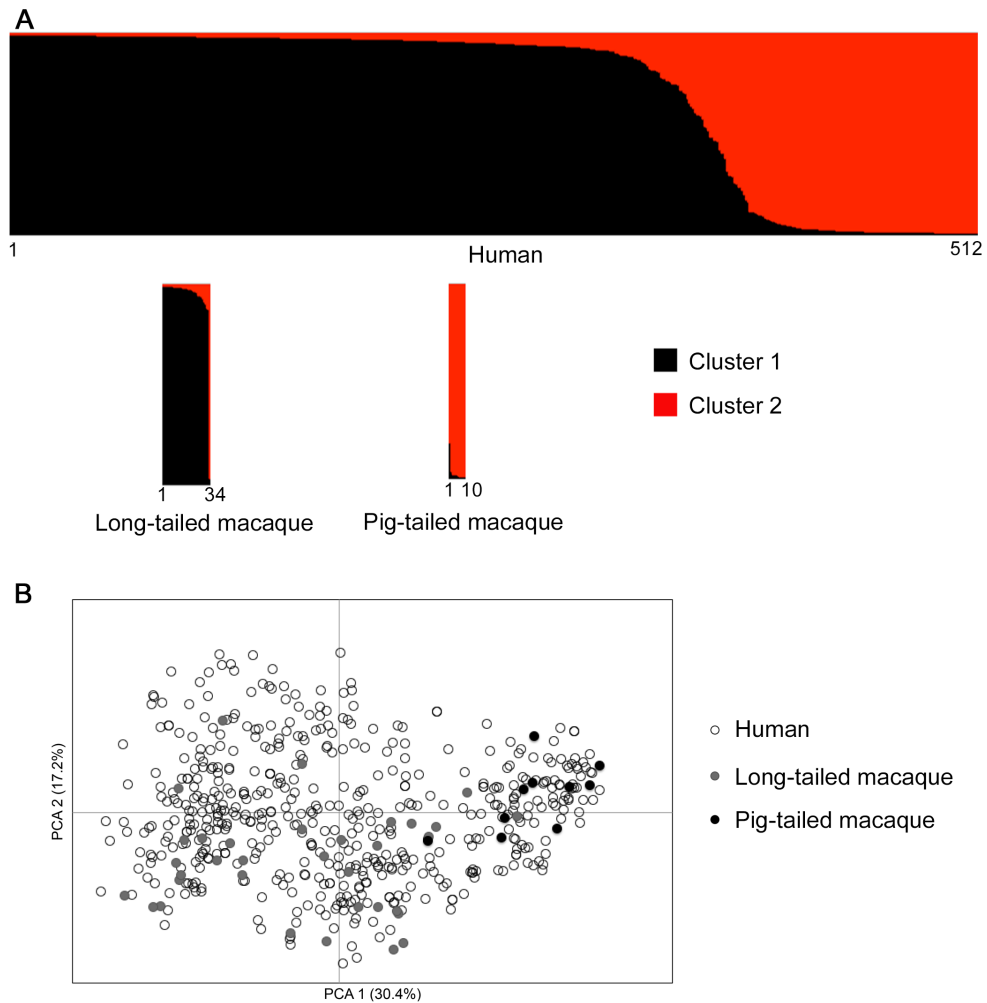 A
1 512
Human
Cluster 1
Cluster 2
1 34
1 10
Long-tailed macaque
Pig-tailed macaque
B
PCA 2 (17.2%)
Human
Long-tailed macaque
Pig-tailed macaque
PCA 1 (30.4%)